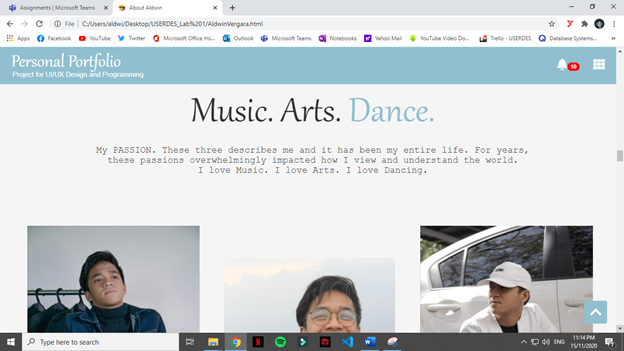 Assignments | Microsoft Teams
About Aldwin
File
C:/Users/aldwi/Desktop/USERDES_Lab%201/AldwinVergara.html
Apps
Facebook
YouTube
Twitter
Microsoft Office Ho...
Outlook
Microsoft Teams
Notebooks
Yahoo Mail
YouTube Video Do...
Trello - USERDES
Database Systems...
Personal Portfolio
Project for UI/UX Design and Programming
10
Music. Arts. Dance.
My PASSION. These three describes me and it has been my entire life. For years,
these passions overwhelmingly impacted how I view and understand the world.
I love Music. I love Arts. I love Dancing.
Type here to search
ENG
11:14 PM
15/11/2020